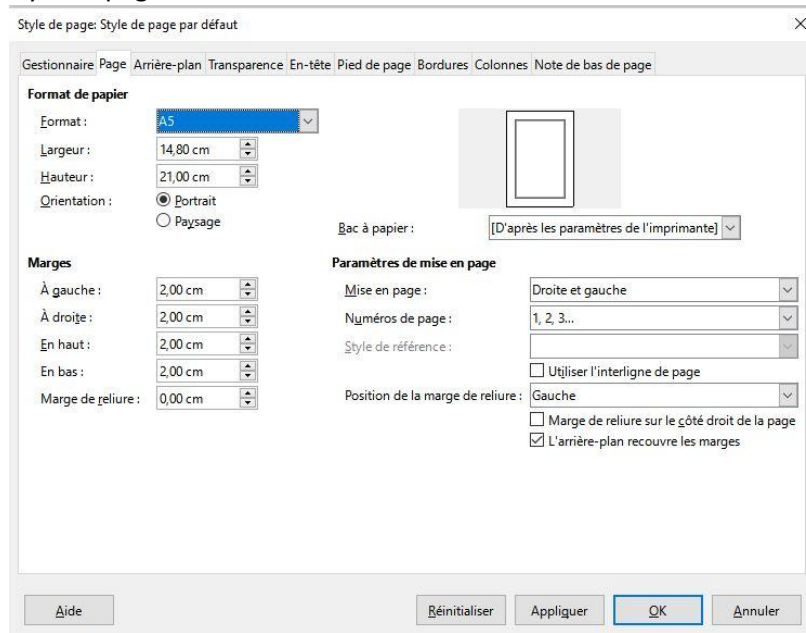 Style de page: Style de page par défaut
Gestionnaire Page Arrière-plan Transparence En-tête Pied de page Bordures Colonnes Note de bas de page
Format de papier
Format : A5
Largeur : 14,80 cm
Hauteur : 21,00 cm
Orientation : Portrait
Paysage
Bac à papier : [D'après les paramètres de l'imprimante]
Marges
À gauche : 2,00 cm
À droite : 2,00 cm
En haut : 2,00 cm
En bas : 2,00 cm
Marge de reliure : 0,00 cm
Paramètres de mise en page
Mise en page : Droite et gauche
Numéros de page : 1, 2, 3...
Style de référence :
Utiliser l'interligne de page
Position de la marge de reliure : Gauche
Marge de reliure sur le côté droit de la page
L'arrière-plan recouvre les marges
Aide Réinitialiser Appliquer OK Annuler